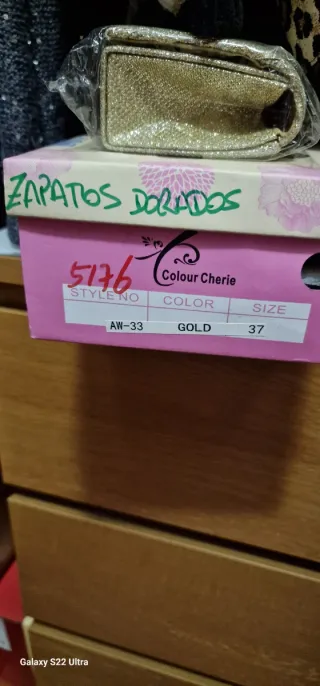 ZAPATOS DORADOS
5176
Colour Cherie
STYLE NO COLOR SIZE
AW-33 GOLD 37
Galaxy S22 Ultra